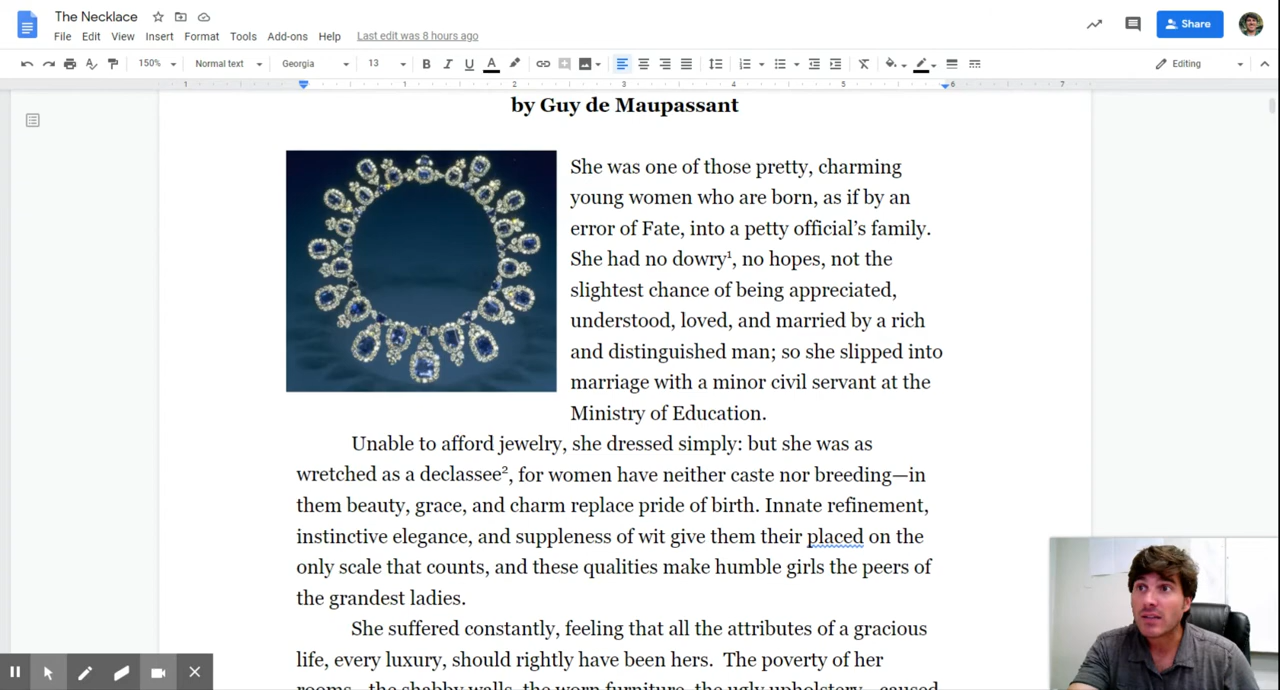 The Necklace
File Edit View Insert Format Tools Add-ons Help Last edit was 8 hours ago
Share
150% Normal text Georgia 13 B I U A Editing
1 1 2 3 4 5 6 7
by Guy de Maupassant
She was one of those pretty, charming
young women who are born, as if by an
error of Fate, into a petty official’s family.
She had no dowry¹, no hopes, not the
slightest chance of being appreciated,
understood, loved, and married by a rich
and distinguished man; so she slipped into
marriage with a minor civil servant at the
Ministry of Education.
Unable to afford jewelry, she dressed simply: but she was as
wretched as a declassee², for women have neither caste nor breeding—in
them beauty, grace, and charm replace pride of birth. Innate refinement,
instinctive elegance, and suppleness of wit give them their placed on the
only scale that counts, and these qualities make humble girls the peers of
the grandest ladies.
She suffered constantly, feeling that all the attributes of a gracious
life, every luxury, should rightly have been hers.  The poverty of her
rooms—the shabby walls, the worn furniture, the ugly upholstery—caused